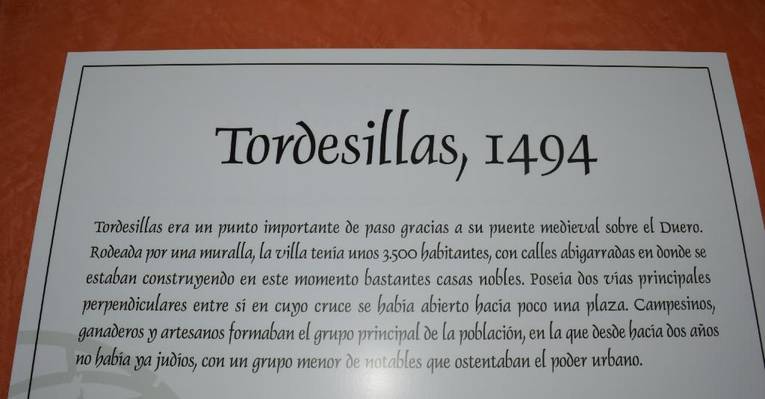 Tordesillas, 1494
Tordesillas era un punto importante de paso gracias a su puente medieval sobre el Duero.
Rodeada por una muralla, la villa tenía unos 3.500 habitantes, con calles abigarradas en donde se
estaban construyendo en este momento bastantes casas nobles. Poseía dos vías principales
perpendiculares entre sí en cuyo cruce se había abierto hacía poco una plaza. Campesinos,
ganaderos y artesanos formaban el grupo principal de la población, en la que desde hacía dos años
no había ya judíos, con un grupo menor de notables que ostentaban el poder urbano.